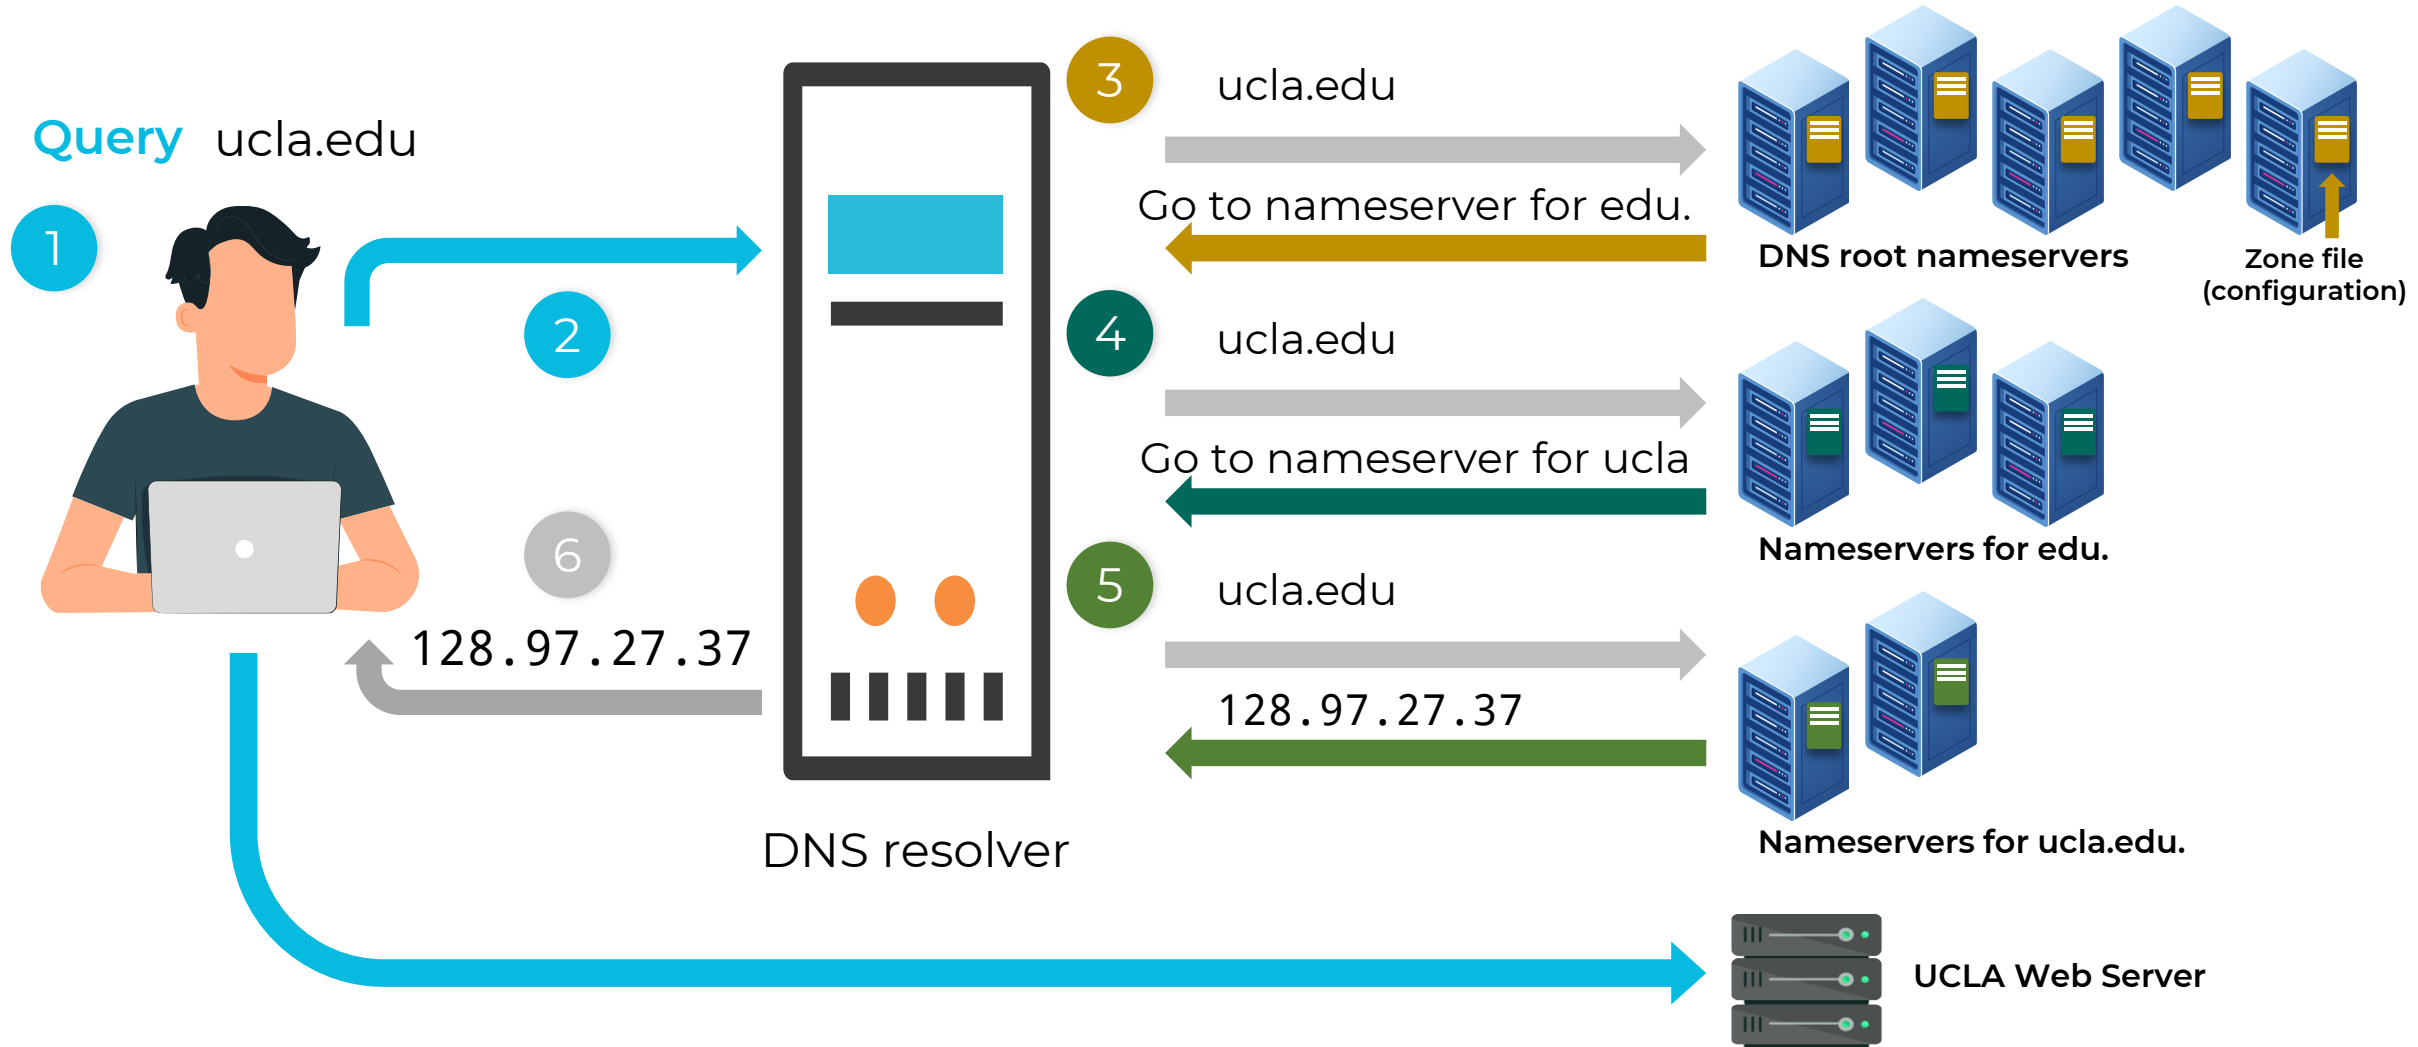 Query ucla.edu
1
2
3
ucla.edu
Go to nameserver for edu.
DNS root nameservers
Zone file
(configuration)
4
ucla.edu
Go to nameserver for ucla
Nameservers for edu.
5
ucla.edu
128.97.27.37
Nameservers for ucla.edu.
6
128.97.27.37
DNS resolver
UCLA Web Server